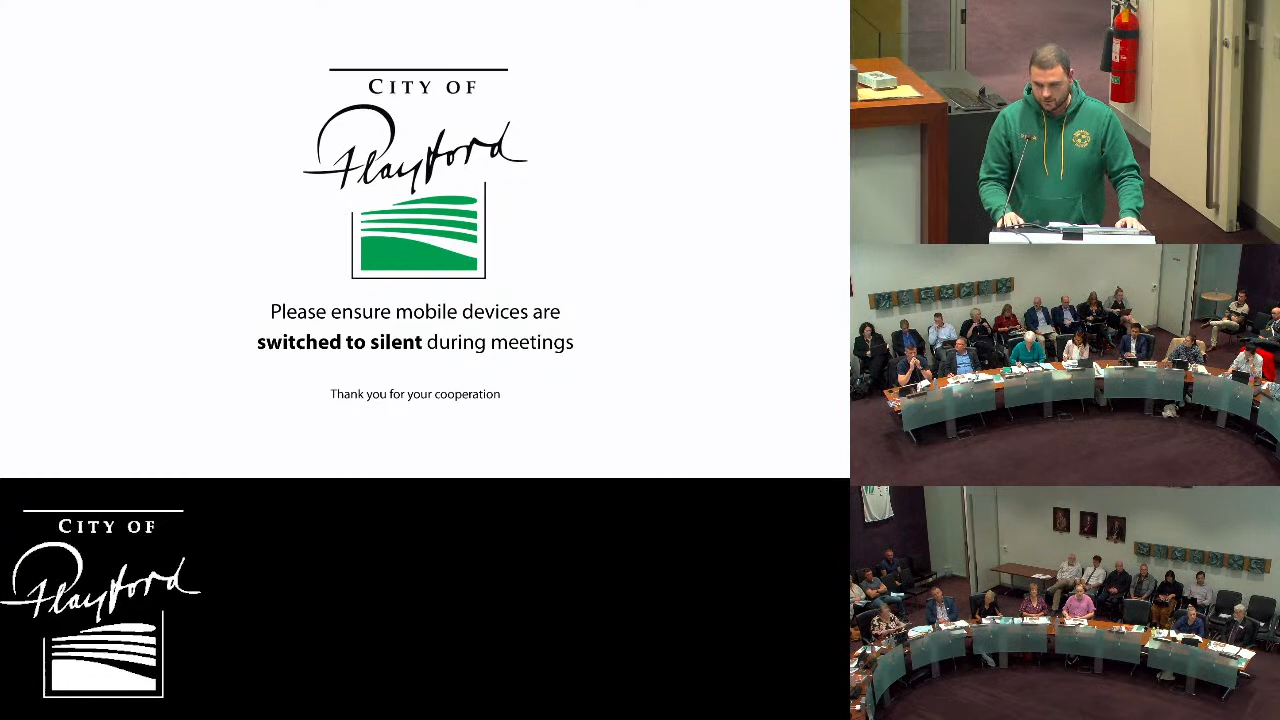 CITY OF
Playford
Please ensure mobile devices are
switched to silent during meetings
Thank you for your cooperation
CITY OF
Playford